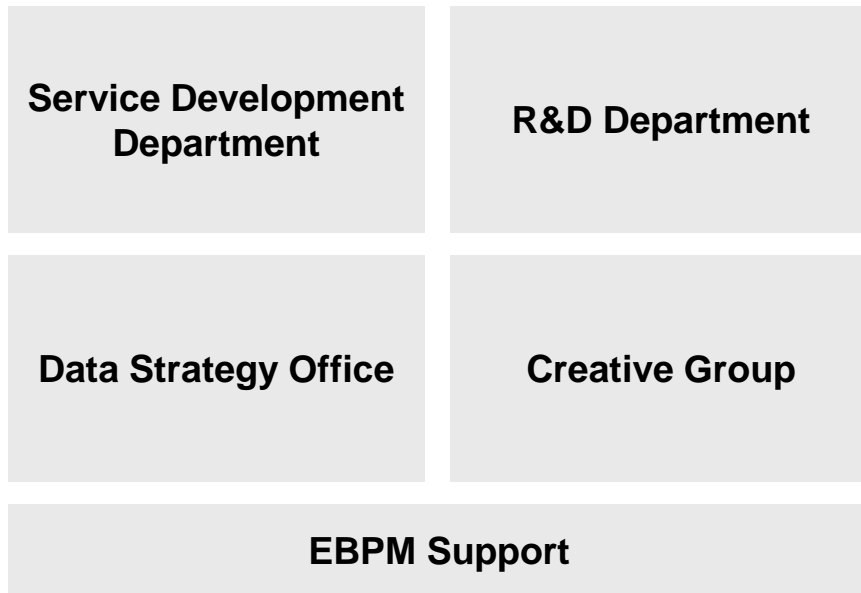 Service Development
Department
R&D Department
Data Strategy Office
Creative Group
EBPM Support